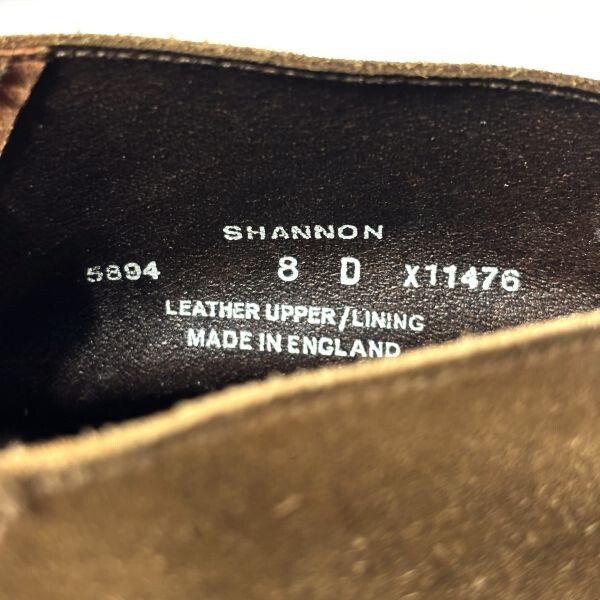 SHANNON
5894 8 D X11476
LEATHER UPPER/LINING
MADE IN ENGLAND